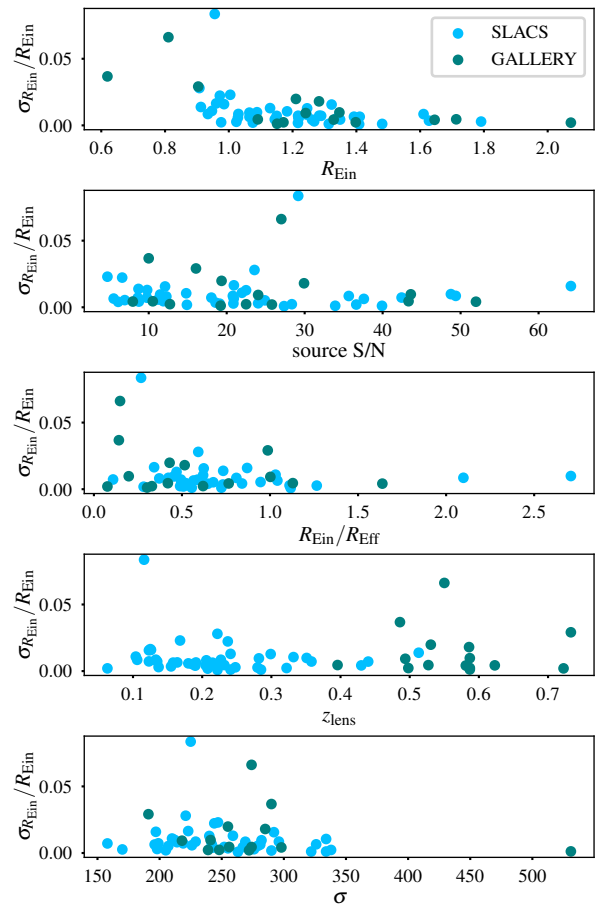 SLACS
GALLERY
σ_{R_Ein}/R_Ein
0.05
0.00
0.6 0.8 1.0 1.2 1.4 1.6 1.8 2.0
R_Ein
σ_{R_Ein}/R_Ein
0.05
0.00
10 20 30 40 50 60
source S/N
σ_{R_Ein}/R_Ein
0.05
0.00
0.0 0.5 1.0 1.5 2.0 2.5
R_Ein/R_Eff
σ_{R_Ein}/R_Ein
0.05
0.00
0.1 0.2 0.3 0.4 0.5 0.6 0.7
z_lens
σ_{R_Ein}/R_Ein
0.05
0.00
150 200 250 300 350 400 450 500
σ